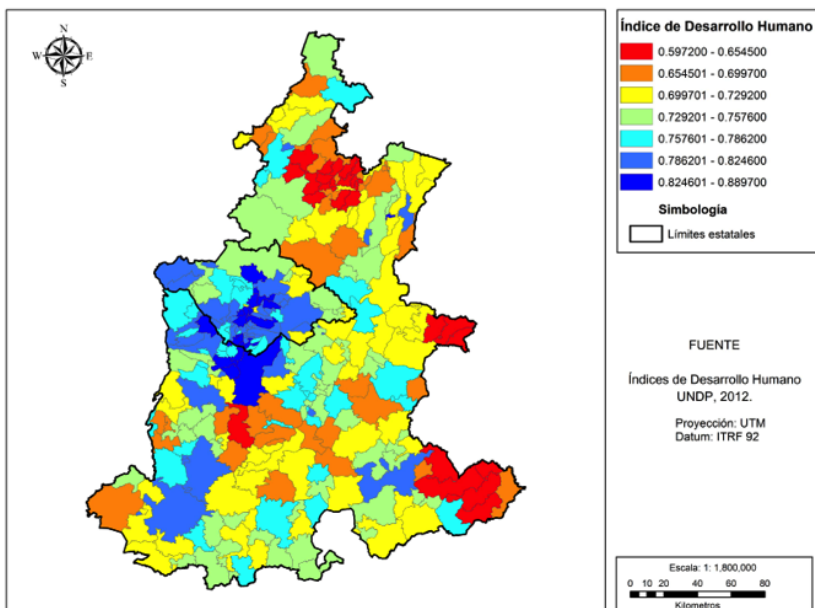 N
W
E
S
Índice de Desarrollo Humano
0.597200 - 0.654500
0.654501 - 0.699700
0.699701 - 0.729200
0.729201 - 0.757600
0.757601 - 0.786200
0.786201 - 0.824600
0.824601 - 0.889700
Simbología
Límites estatales
FUENTE
Índices de Desarrollo Humano
UNDP, 2012.
Proyección: UTM
Datum: ITRF 92
Escala: 1: 1,800,000
0 10 20 40 60 80
Kilometros